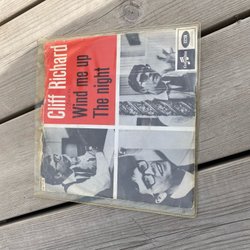 Cliff Richard
Wind me up
The night